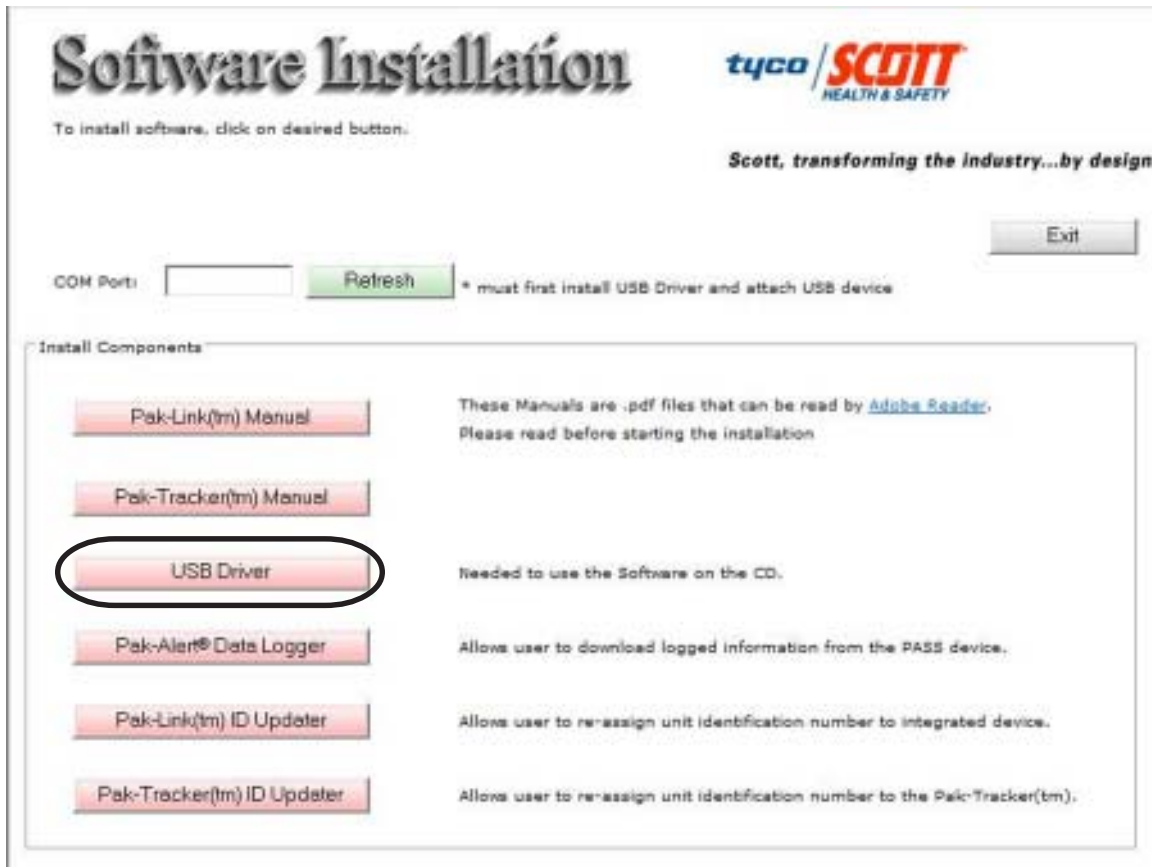 Software Installation
tyco / SCOTT
HEALTH & SAFETY
To install software, click on desired button.
Scott, transforming the industry...by design
Exit
COM Port: Refresh * must first install USB Driver and attach USB device
Install Components
Pak-Link(tm) Manual These Manuals are .pdf files that can be read by Adobe Reader.
Please read before starting the installation
Pak-Tracker(tm) Manual
USB Driver Needed to use the Software on the CD.
Pak-Alert® Data Logger Allows user to download logged information from the PASS device.
Pak-Link(tm) ID Updater Allows user to re-assign unit identification number to integrated device.
Pak-Tracker(tm) ID Updater Allows user to re-assign unit identification number to the Pak-Tracker(tm).